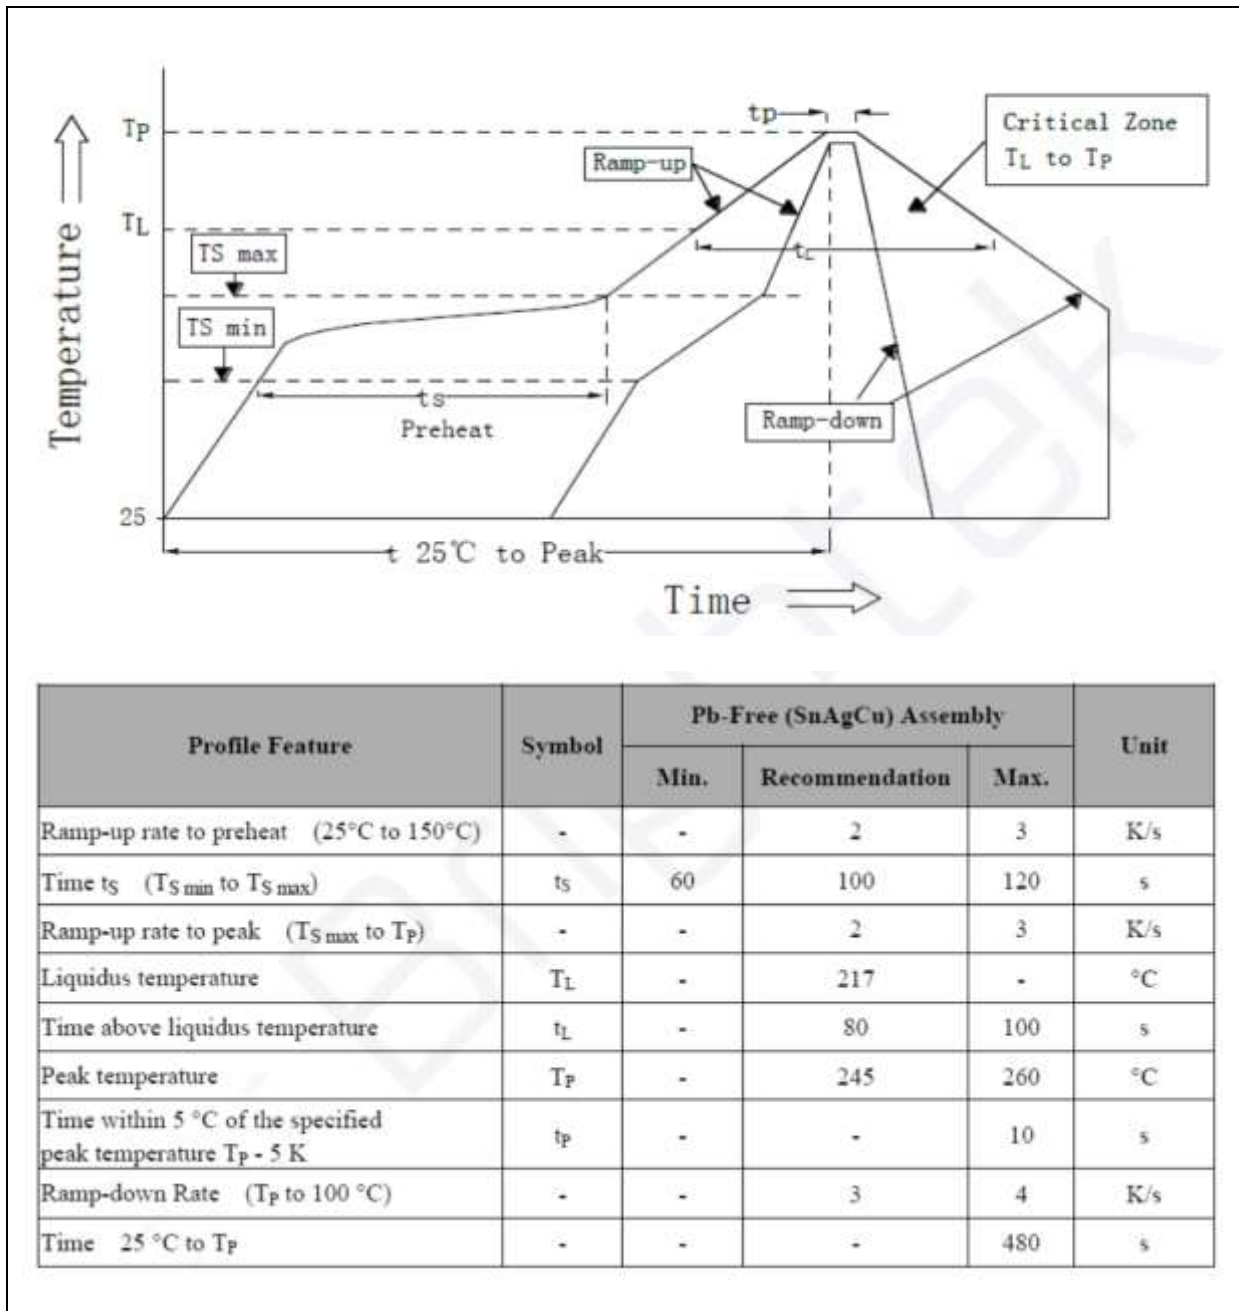 tp
TP
Critical Zone
TL to TP
Ramp-up
TL
TS max
tL
TS min
ts
Preheat
Ramp-down
Temperature
25
t 25℃ to Peak
Time
Profile Feature Symbol Pb-Free (SnAgCu) Assembly Unit
Min. Recommendation Max.
Ramp-up rate to preheat (25°C to 150°C) - - 2 3 K/s
Time tS (TS min to TS max) tS 60 100 120 s
Ramp-up rate to peak (TS max to TP) - - 2 3 K/s
Liquidus temperature TL - 217 - °C
Time above liquidus temperature tL - 80 100 s
Peak temperature TP - 245 260 °C
Time within 5 °C of the specified
peak temperature TP - 5 K tP - - 10 s
Ramp-down Rate (TP to 100 °C) - - 3 4 K/s
Time 25 °C to TP - - - 480 s